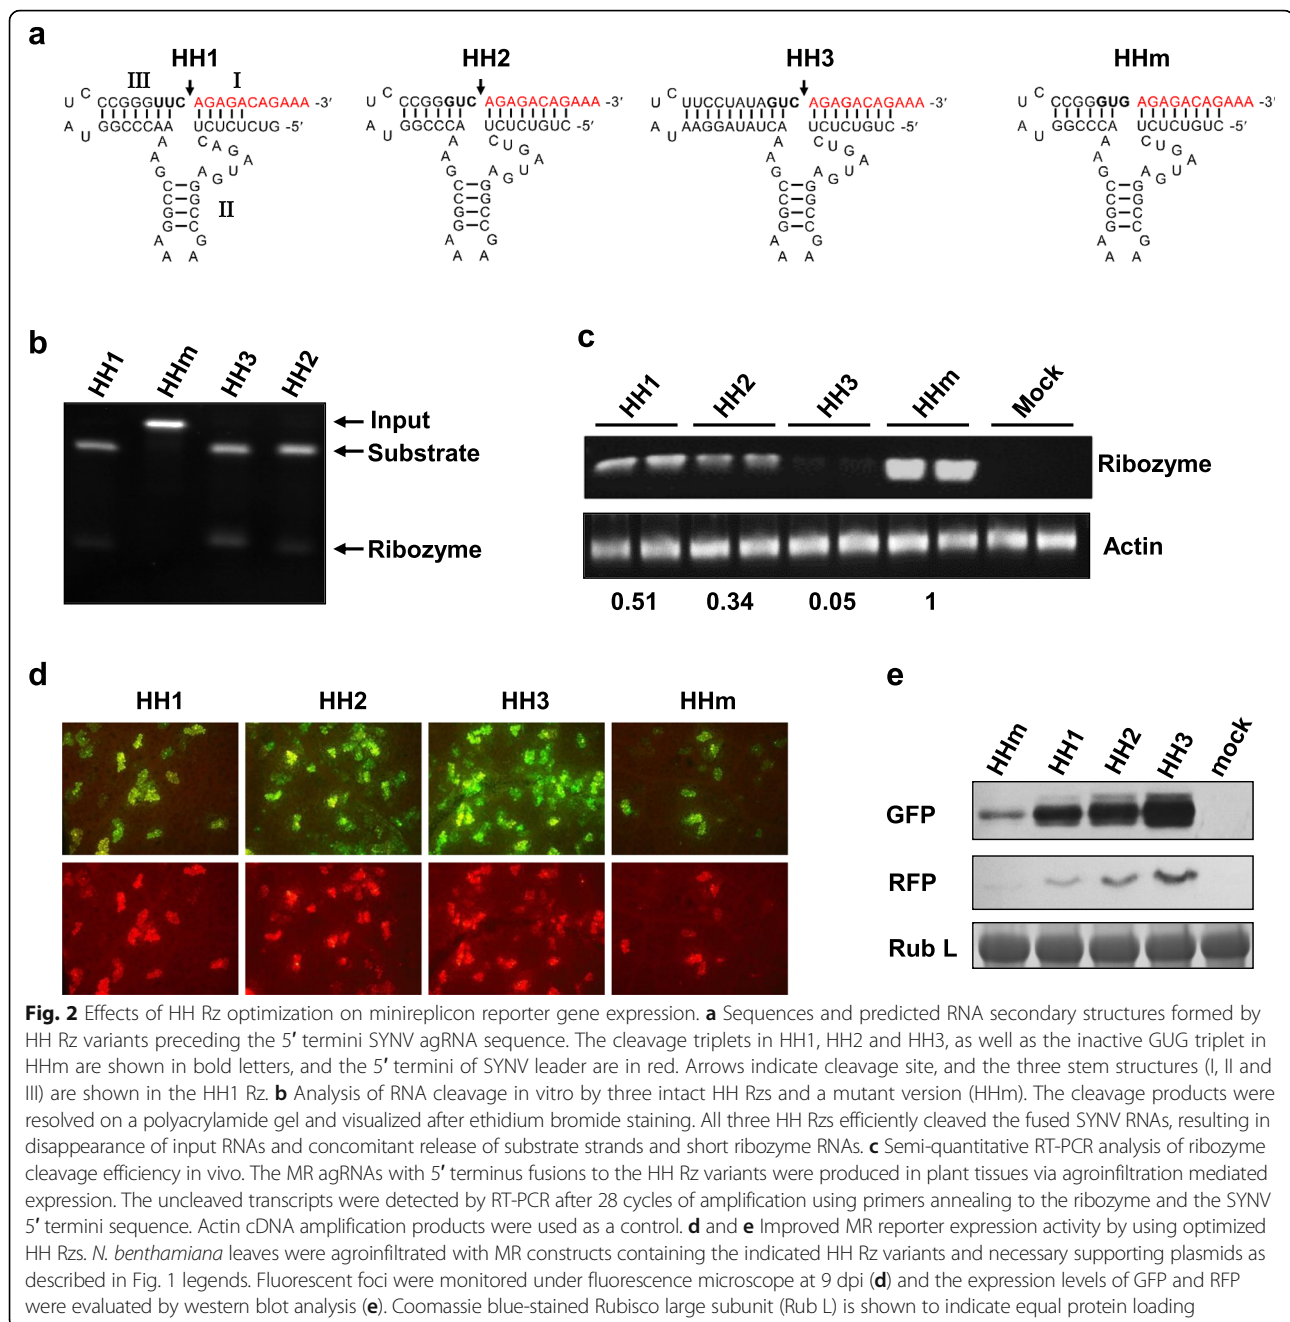 a
HH1
HH2
HH3
HHm
III
I
II
U C CCGGGUUC AGAGACAGAAA -3′
A U GGCCCAA UCUCUCUG -5′
U C CCGGGUC AGAGACAGAAA -3′
A U GGCCCA UCUCUGUC -5′
U C UUCCUAUAGUC AGAGACAGAAA -3′
U A AAGGAUAUCA UCUCUGUC -5′
U C CCGGGUG AGAGACAGAAA -3′
A U GGCCCA UCUCUGUC -5′
b
HH1
HHm
HH3
HH2
Input
Substrate
Ribozyme
c
HH1
HH2
HH3
HHm
Mock
Ribozyme
Actin
0.51
0.34
0.05
1
d
HH1
HH2
HH3
HHm
e
HHm
HH1
HH2
HH3
mock
GFP
RFP
Rub L
Fig. 2 Effects of HH Rz optimization on minireplicon reporter gene expression. a Sequences and predicted RNA secondary structures formed by
HH Rz variants preceding the 5′ termini SYNV agRNA sequence. The cleavage triplets in HH1, HH2 and HH3, as well as the inactive GUG triplet in
HHm are shown in bold letters, and the 5′ termini of SYNV leader are in red. Arrows indicate cleavage site, and the three stem structures (I, II and
III) are shown in the HH1 Rz. b Analysis of RNA cleavage in vitro by three intact HH Rzs and a mutant version (HHm). The cleavage products were
resolved on a polyacrylamide gel and visualized after ethidium bromide staining. All three HH Rzs efficiently cleaved the fused SYNV RNAs, resulting in
disappearance of input RNAs and concomitant release of substrate strands and short ribozyme RNAs. c Semi-quantitative RT-PCR analysis of ribozyme
cleavage efficiency in vivo. The MR agRNAs with 5′ terminus fusions to the HH Rz variants were produced in plant tissues via agroinfiltration mediated
expression. The uncleaved transcripts were detected by RT-PCR after 28 cycles of amplification using primers annealing to the ribozyme and the SYNV
5′ termini sequence. Actin cDNA amplification products were used as a control. d and e Improved MR reporter expression activity by using optimized
HH Rzs. N. benthamiana leaves were agroinfiltrated with MR constructs containing the indicated HH Rz variants and necessary supporting plasmids as
described in Fig. 1 legends. Fluorescent foci were monitored under fluorescence microscope at 9 dpi (d) and the expression levels of GFP and RFP
were evaluated by western blot analysis (e). Coomassie blue-stained Rubisco large subunit (Rub L) is shown to indicate equal protein loading